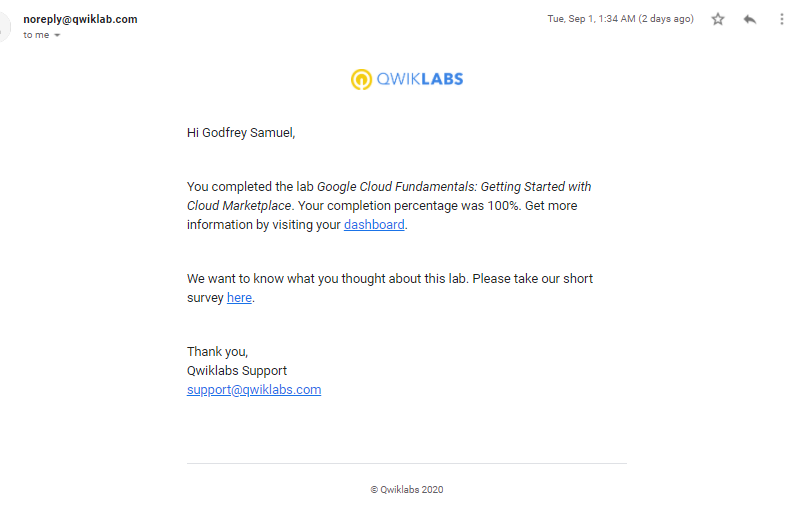 noreply@qwiklab.com
Tue, Sep 1, 1:34 AM (2 days ago)
to me
QWIKLABS
Hi Godfrey Samuel,
You completed the lab Google Cloud Fundamentals: Getting Started with
Cloud Marketplace. Your completion percentage was 100%. Get more
information by visiting your dashboard.
We want to know what you thought about this lab. Please take our short
survey here.
Thank you,
Qwiklabs Support
support@qwiklabs.com
© Qwiklabs 2020